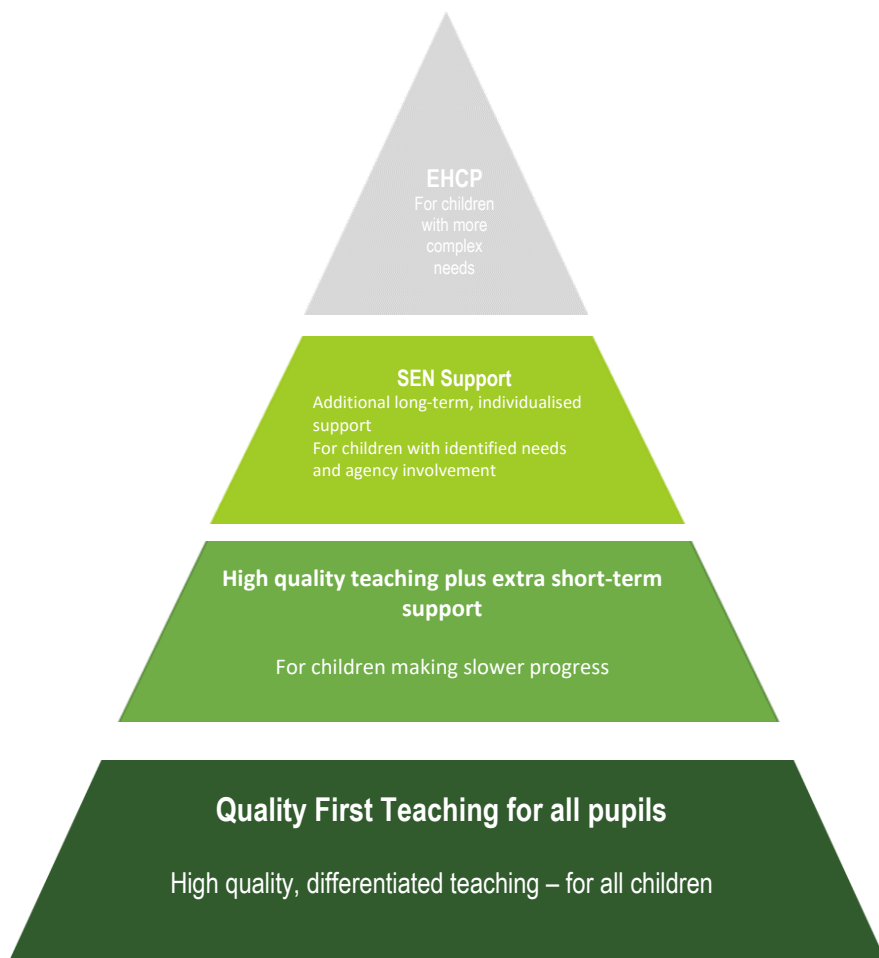 EHCP
For children
with more
complex
needs
SEN Support
Additional long-term, individualised
support
For children with identified needs
and agency involvement
High quality teaching plus extra short-term
support
For children making slower progress
Quality First Teaching for all pupils
High quality, differentiated teaching – for all children